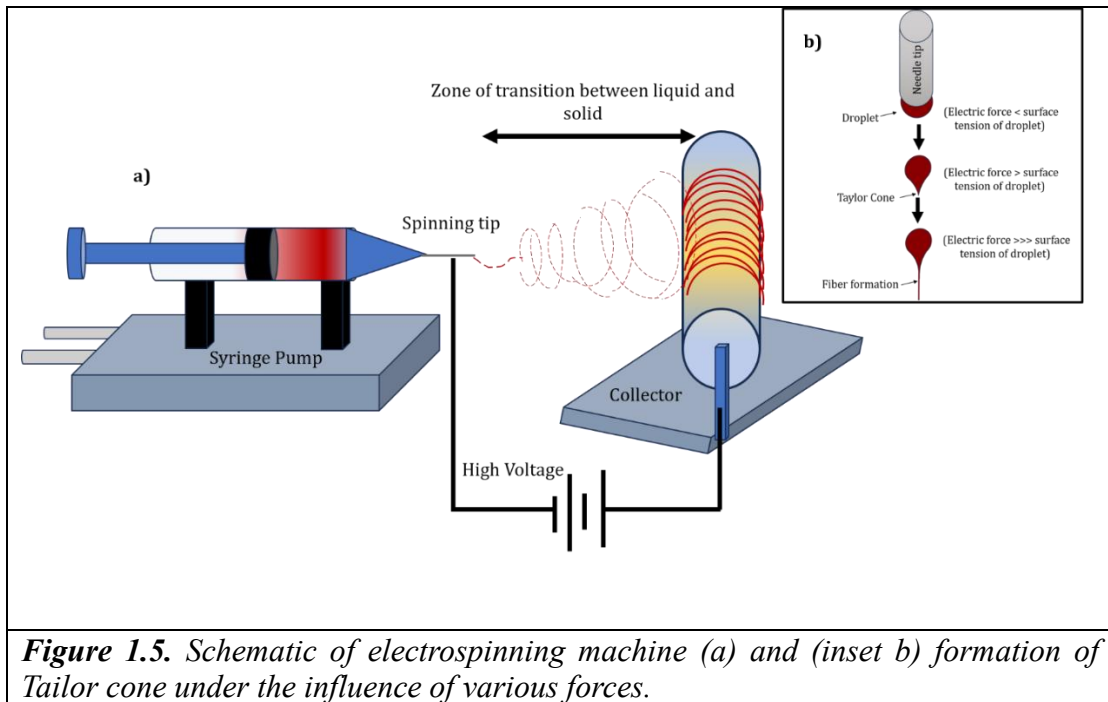 b)
Needle tip
Droplet
(Electric force < surface
tension of droplet)
(Electric force > surface
tension of droplet)
Taylor Cone
(Electric force >>> surface
tension of droplet)
Fiber formation
Zone of transition between liquid and
solid
a)
Spinning tip
Syringe Pump
Collector
High Voltage
Figure 1.5. Schematic of electrospinning machine (a) and (inset b) formation of
Tailor cone under the influence of various forces.